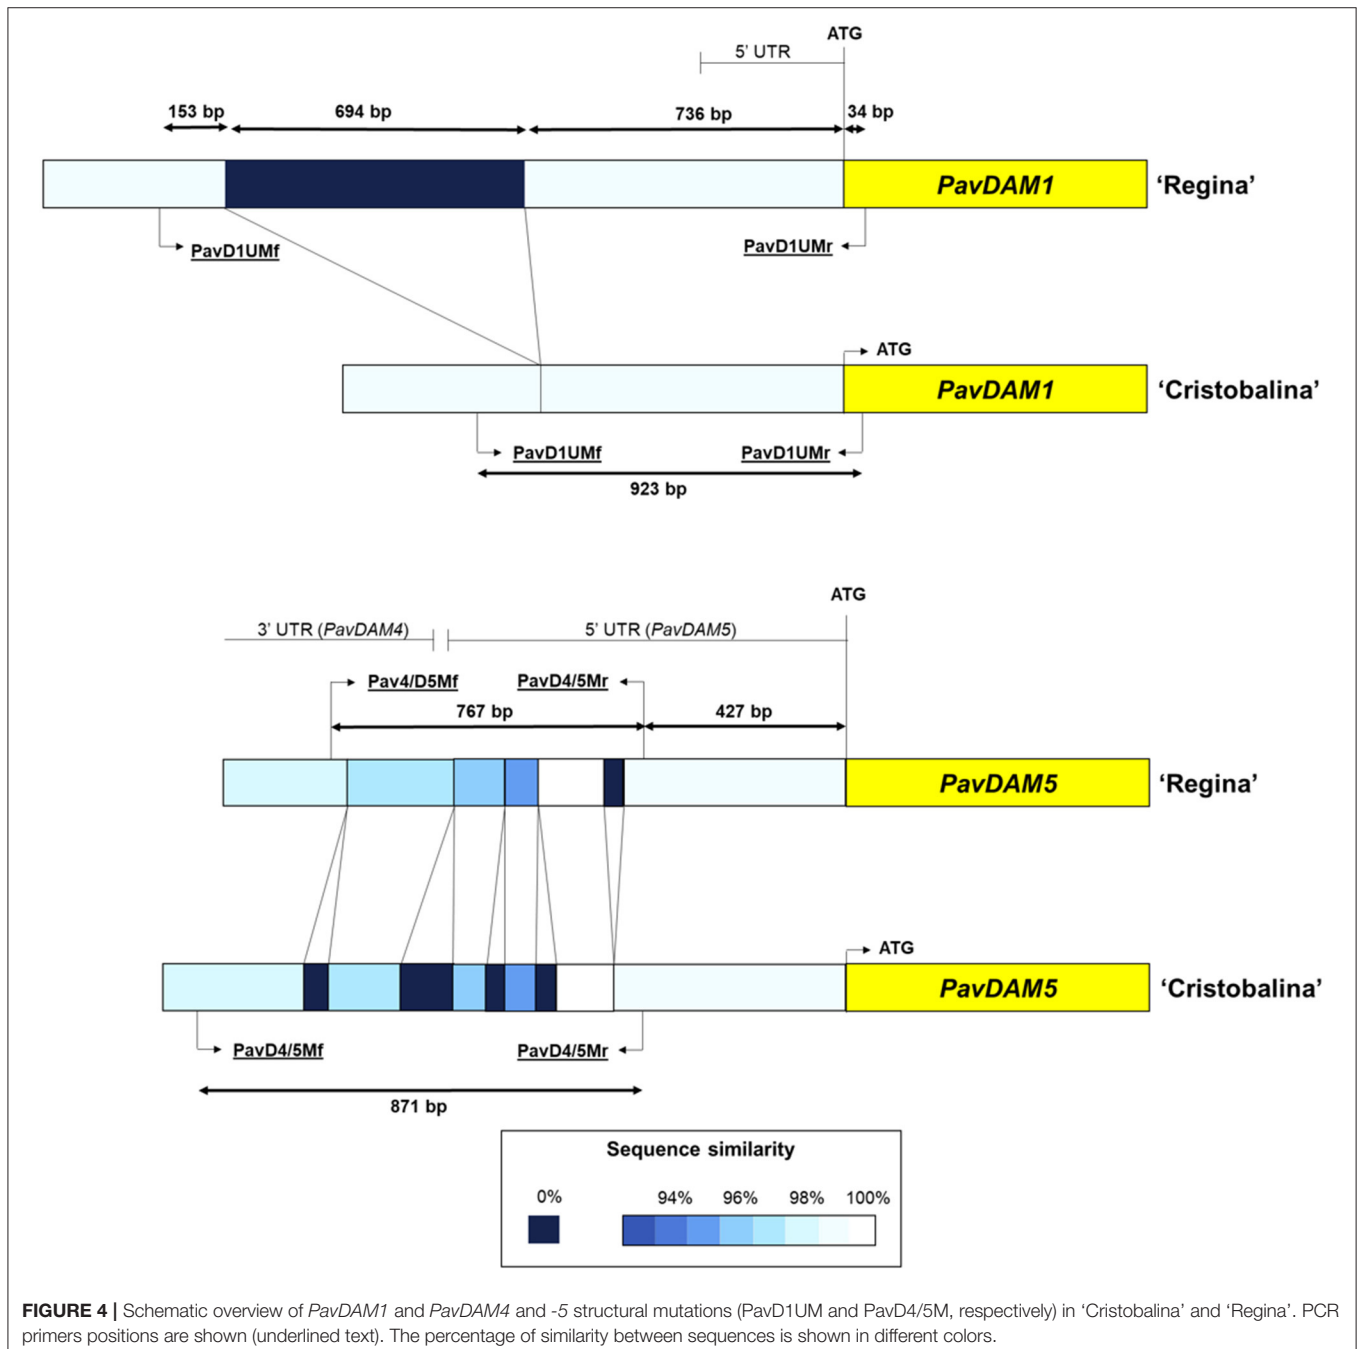 ATG
5' UTR
153 bp 694 bp 736 bp 34 bp
PavDAM1 'Regina'
PavD1UMf PavD1UMr
ATG
PavDAM1 'Cristobalina'
PavD1UMf PavD1UMr
923 bp
ATG
3' UTR (PavDAM4) 5' UTR (PavDAM5)
Pav4/D5Mf PavD4/5Mr
767 bp 427 bp
PavDAM5 'Regina'
ATG
PavDAM5 'Cristobalina'
PavD4/5Mf PavD4/5Mr
871 bp
Sequence similarity
0% 94% 96% 98% 100%
FIGURE 4 | Schematic overview of PavDAM1 and PavDAM4 and -5 structural mutations (PavD1UM and PavD4/5M, respectively) in 'Cristobalina' and 'Regina'. PCR
primers positions are shown (underlined text). The percentage of similarity between sequences is shown in different colors.